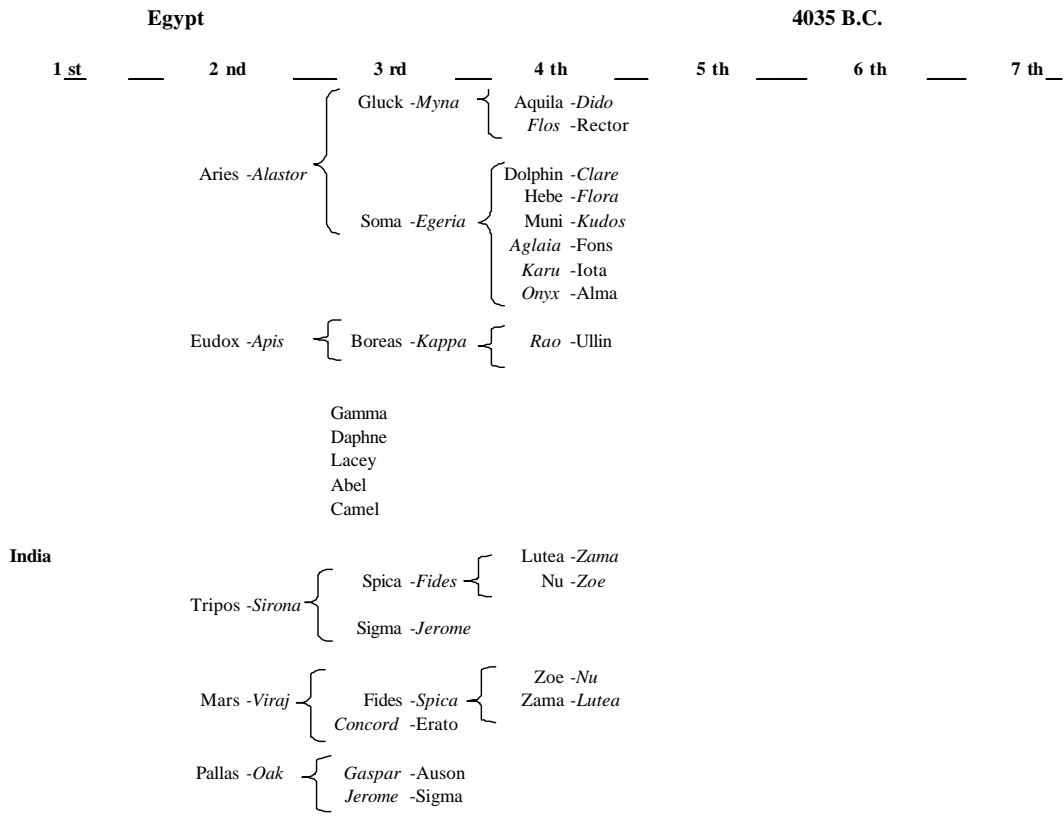 Egypt 4035 B.C.
1 st 2 nd 3 rd 4 th 5 th 6 th 7 th
Gluck -Myna Aquila -Dido
Flos -Rector
Aries -Alastor Dolphin -Clare
Hebe -Flora
Soma -Egeria Muni -Kudos
Aglaia -Fons
Karu -Iota
Onyx -Alma
Eudox -Apis Boreas -Kappa Rao -Ullin
Gamma
Daphne
Lacey
Abel
Camel
India Lutea -Zama
Spica -Fides Nu -Zoe
Tripos -Sirona
Sigma -Jerome
Zoe -Nu
Mars -Viraj Fides -Spica Zama -Lutea
Concord -Erato
Pallas -Oak Gaspar -Auson
Jerome -Sigma